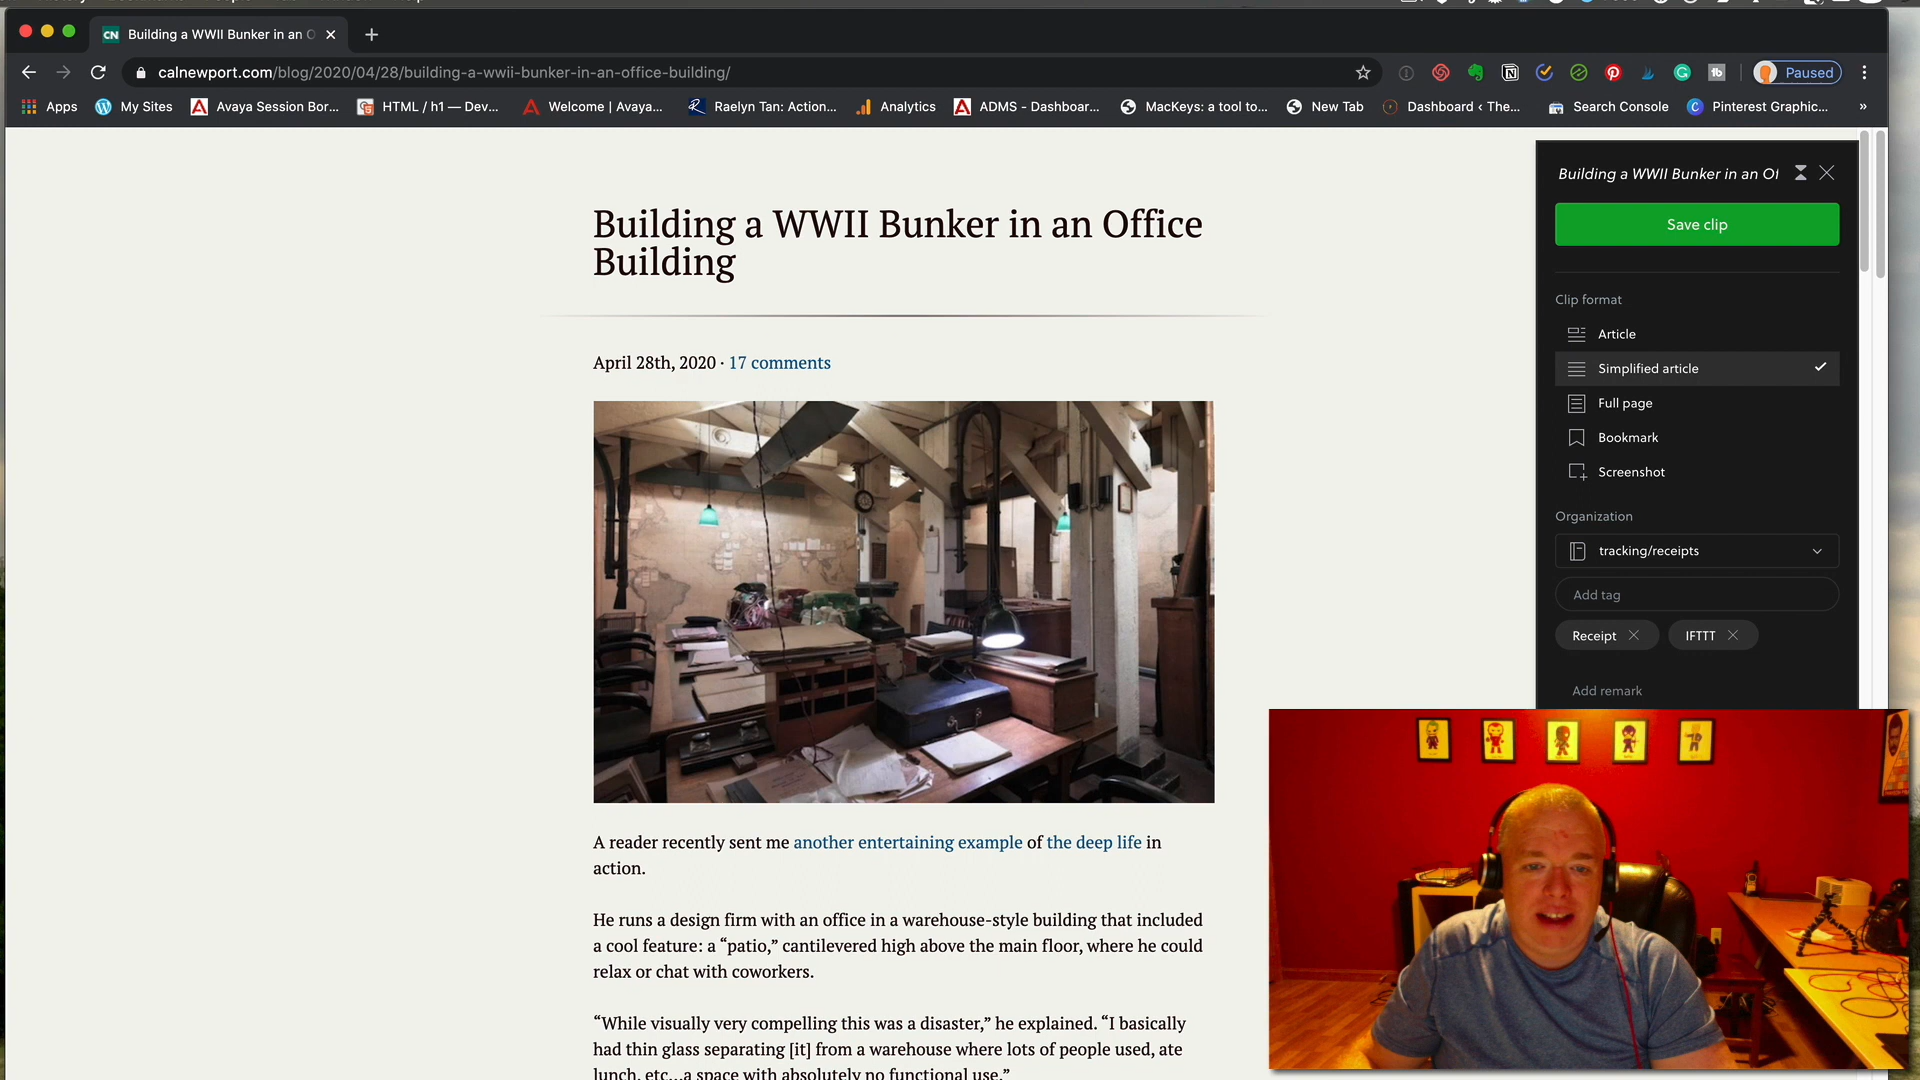 CN Building a WWII Bunker in an O
calnewport.com/blog/2020/04/28/building-a-wwii-bunker-in-an-office-building/
Paused
Apps
My Sites
Avaya Session Bor...
HTML / h1 — Dev...
Welcome | Avaya...
Raelyn Tan: Action...
Analytics
ADMS - Dashboar...
MacKeys: a tool to...
New Tab
Dashboard ‹ The...
Search Console
Pinterest Graphic...
»
Building a WWII Bunker in an Office
Building
April 28th, 2020 · 17 comments
A reader recently sent me another entertaining example of the deep life in
action.
He runs a design firm with an office in a warehouse-style building that included
a cool feature: a “patio,” cantilevered high above the main floor, where he could
relax or chat with coworkers.
“While visually very compelling this was a disaster,” he explained. “I basically
had thin glass separating [it] from a warehouse where lots of people used, ate
lunch, etc…a space with absolutely no functional use.”
Building a WWII Bunker in an Of
Save clip
Clip format
Article
Simplified article
Full page
Bookmark
Screenshot
Organization
tracking/receipts
Add tag
Receipt
IFTTT
Add remark